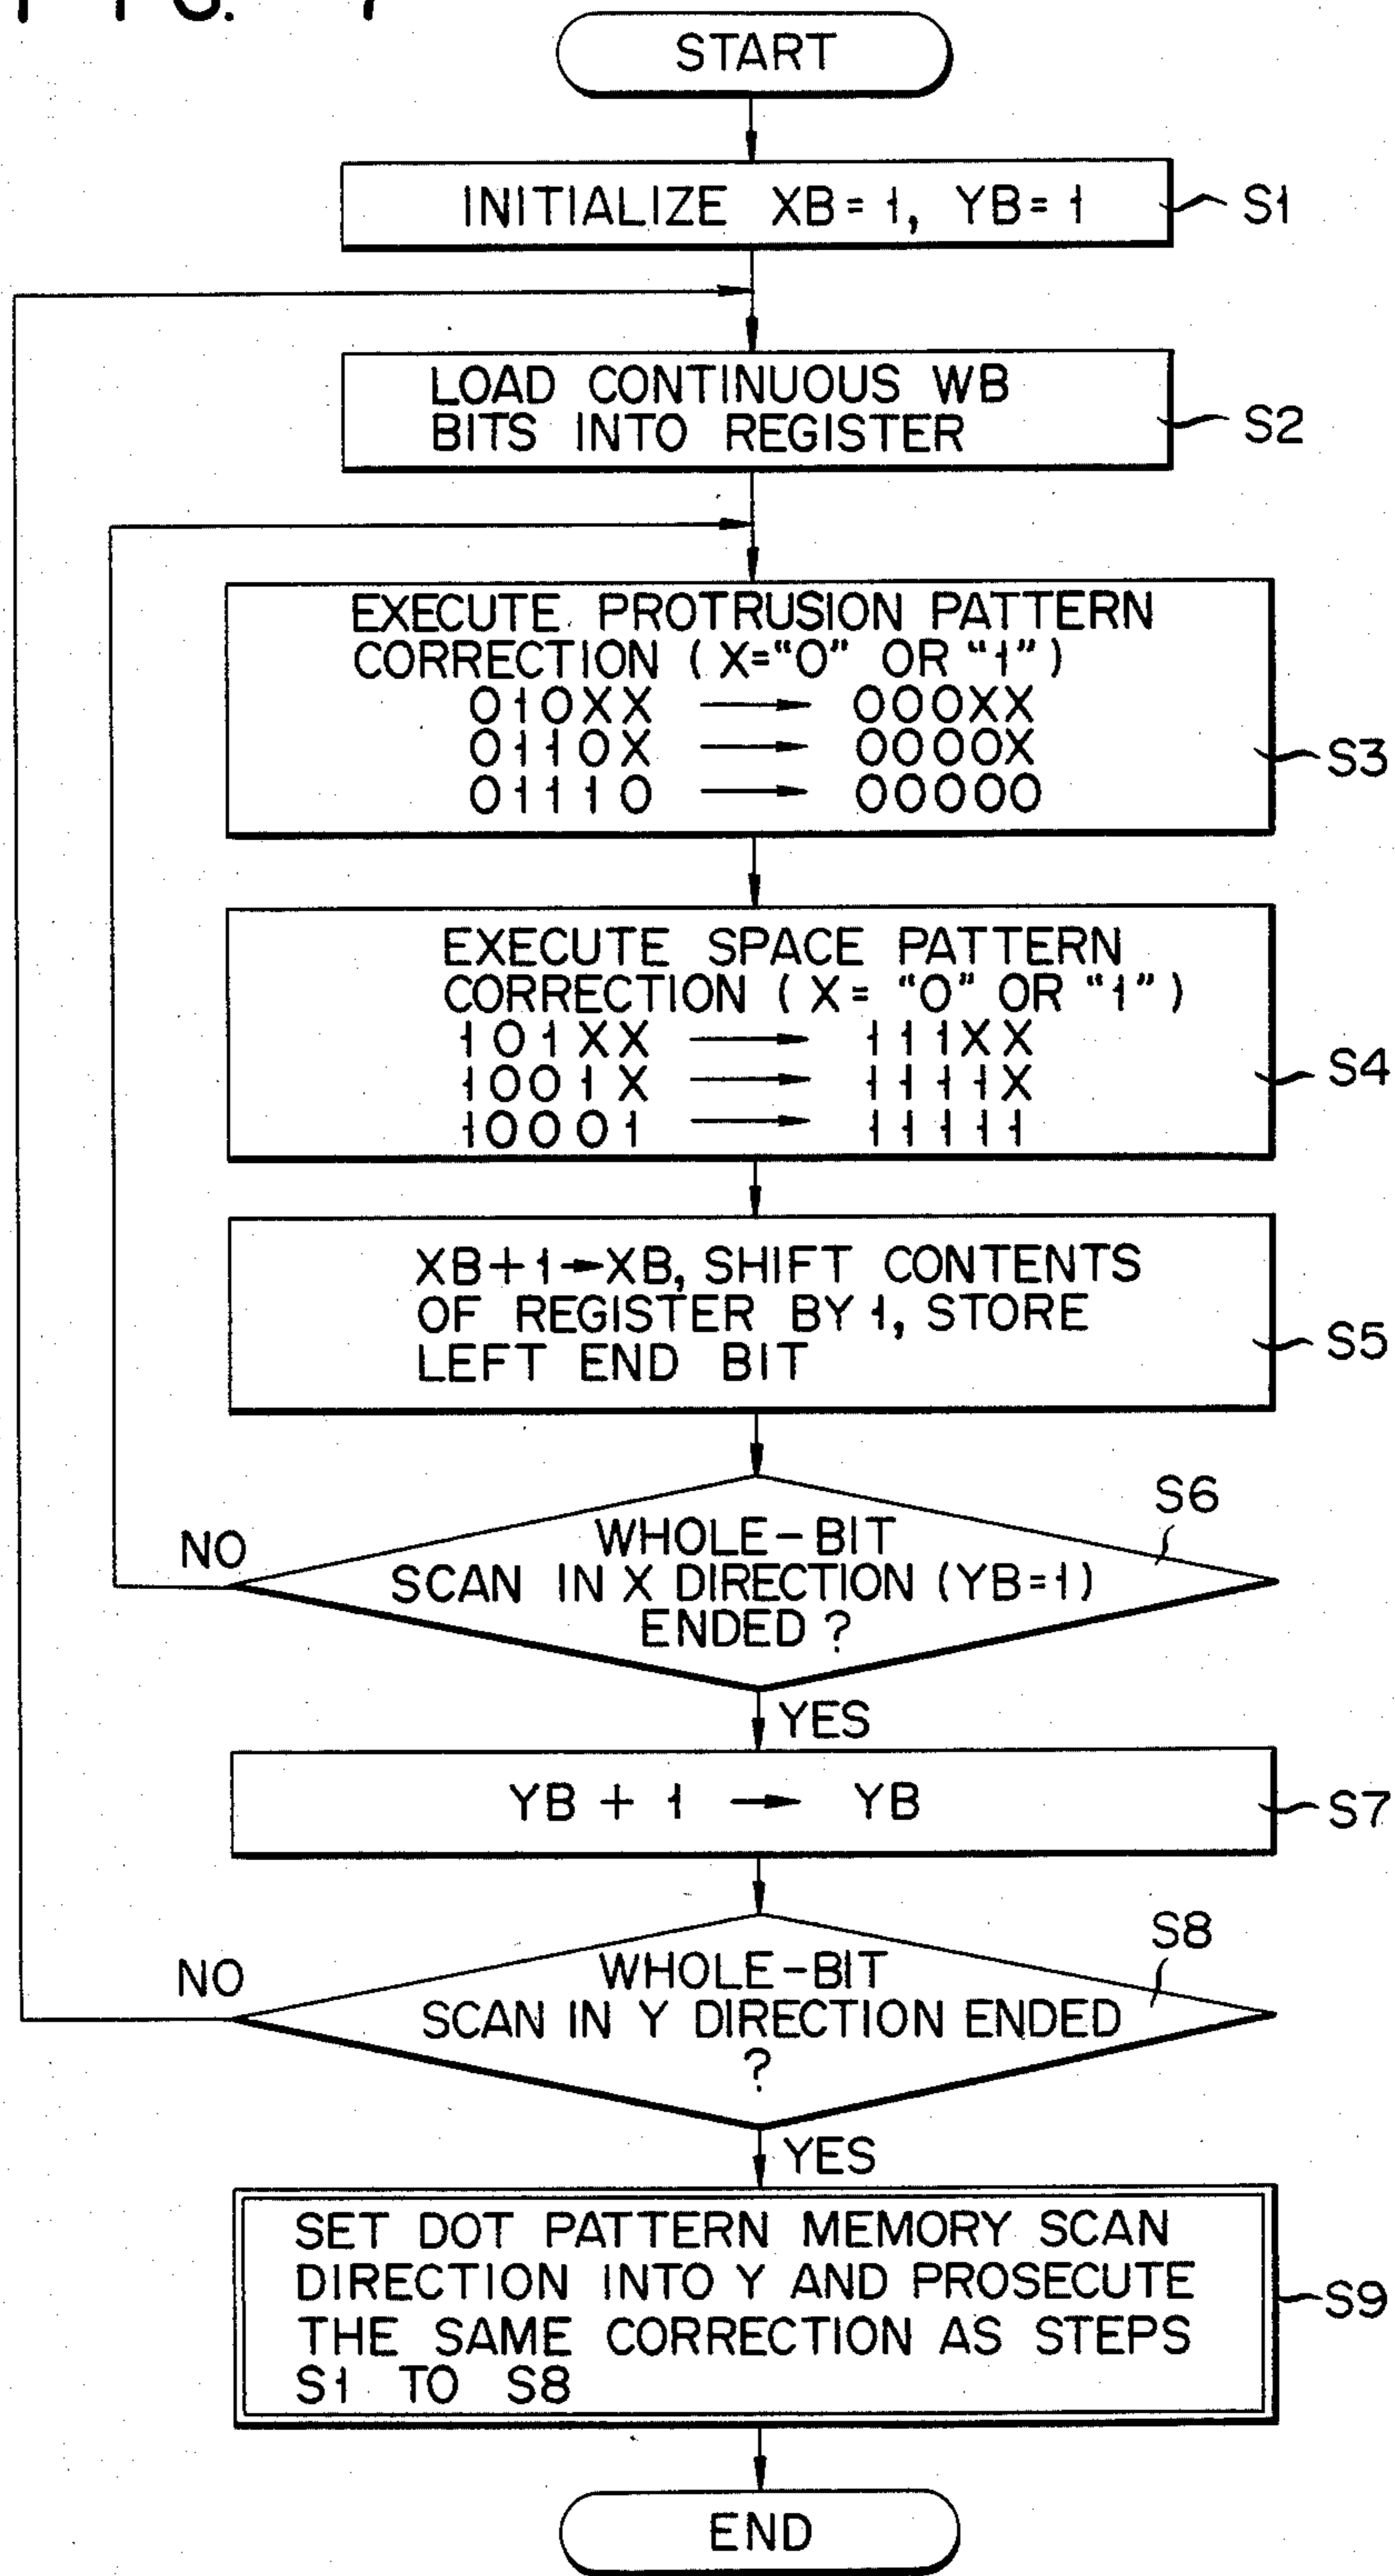 FIG. 7
START
INITIALIZE XB=1, YB=1
S1
LOAD CONTINUOUS WB
BITS INTO REGISTER
S2
EXECUTE PROTRUSION PATTERN
CORRECTION (X="0" OR "1")
010XX → 000XX
0110X → 0000X
01110 → 00000
S3
EXECUTE SPACE PATTERN
CORRECTION (X= "0" OR "1")
101XX → 111XX
1001X → 1111X
10001 → 11111
S4
XB+1→XB, SHIFT CONTENTS
OF REGISTER BY 1, STORE
LEFT END BIT
S5
S6
NO
WHOLE-BIT
SCAN IN X DIRECTION (YB=1)
ENDED ?
YES
YB + 1 → YB
S7
S8
NO
WHOLE-BIT
SCAN IN Y DIRECTION ENDED
?
YES
SET DOT PATTERN MEMORY SCAN
DIRECTION INTO Y AND PROSECUTE
THE SAME CORRECTION AS STEPS
S1 TO S8
S9
END